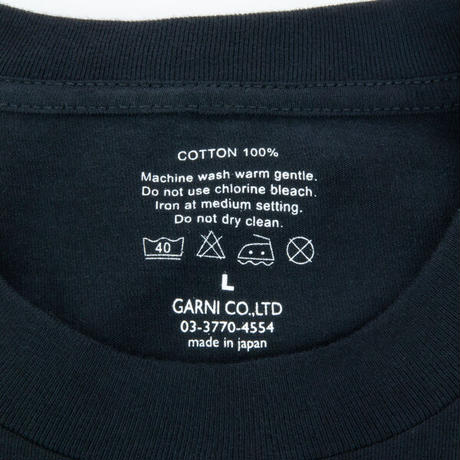 COTTON 100%
Machine wash warm gentle.
Do not use chlorine bleach.
Iron at medium setting.
Do not dry clean.
40
L
GARNI CO.,LTD
03-3770-4554
made in japan